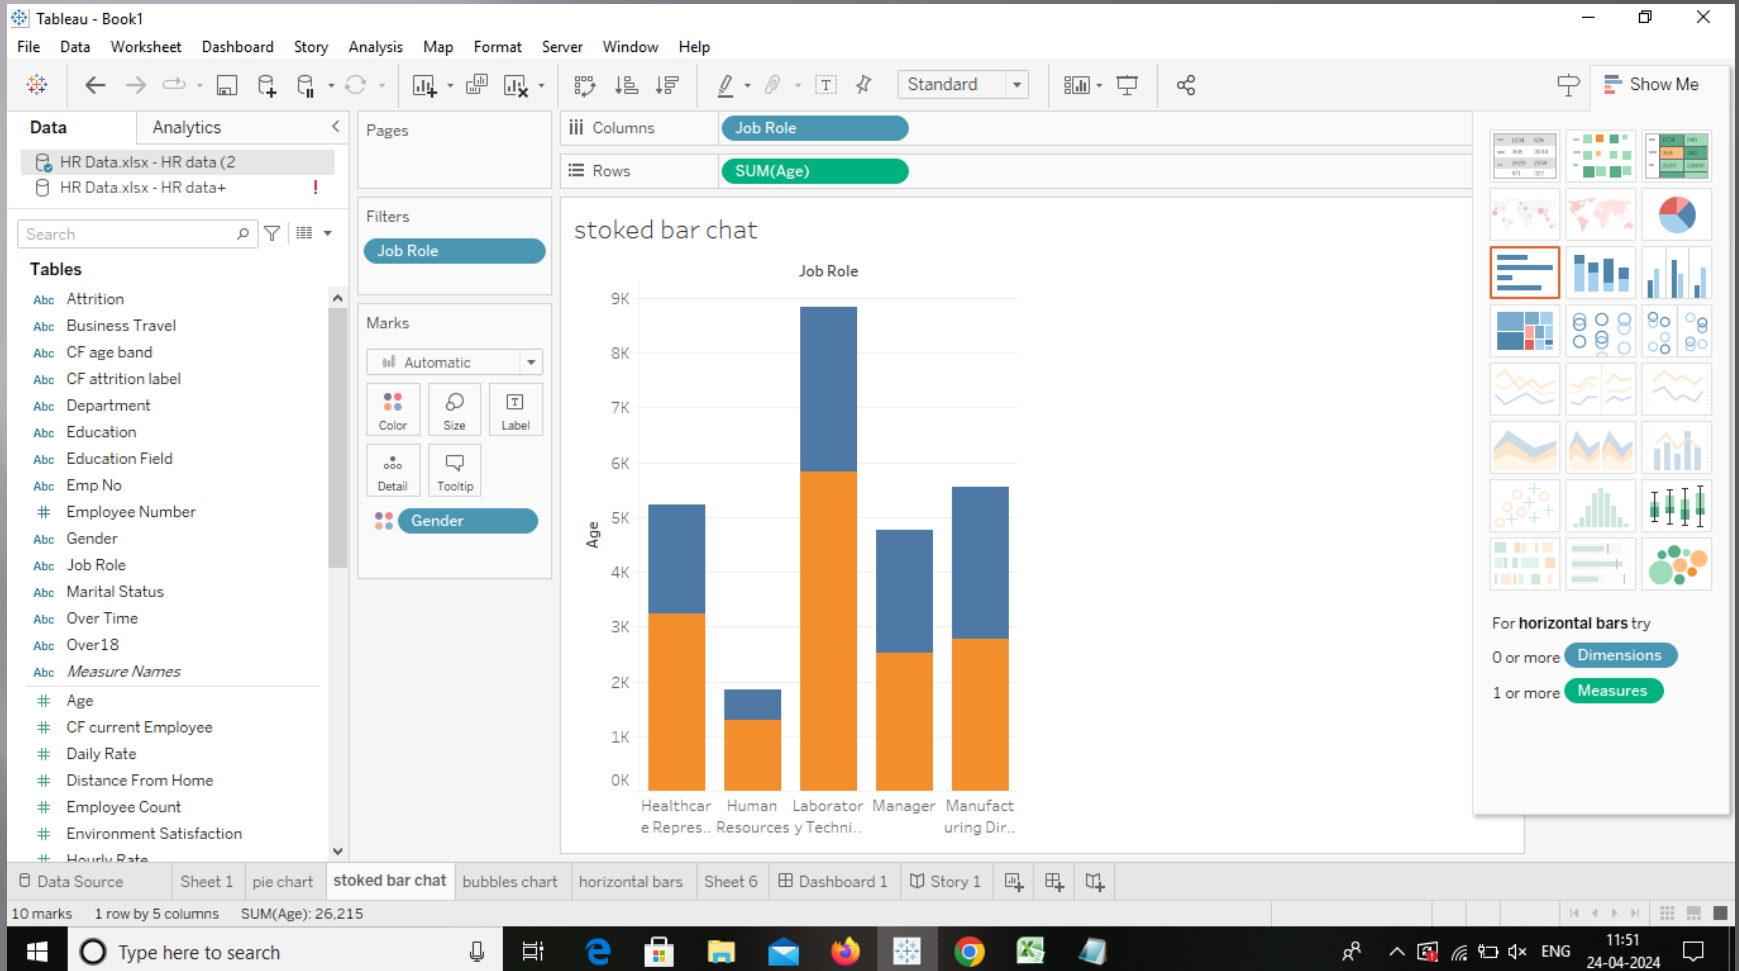 Tableau - Book1
File Data Worksheet Dashboard Story Analysis Map Format Server Window Help
Standard
Show Me
Data Analytics
HR Data.xlsx - HR data (2
HR Data.xlsx - HR data+ !
Search
Tables
Abc Attrition
Abc Business Travel
Abc CF age band
Abc CF attrition label
Abc Department
Abc Education
Abc Education Field
Abc Emp No
# Employee Number
Abc Gender
Abc Job Role
Abc Marital Status
Abc Over Time
Abc Over18
Abc Measure Names
# Age
# CF current Employee
# Daily Rate
# Distance From Home
# Employee Count
# Environment Satisfaction
# Hourly Rate
Pages
Filters
Job Role
Marks
Automatic
Color Size Label
Detail Tooltip
Gender
Columns Job Role
Rows SUM(Age)
stoked bar chat
Job Role
9K
8K
7K
6K
5K
4K
3K
2K
1K
0K
Age
Healthcar Human Laborator Manager Manufact
e Repres.. Resources y Techni.. uring Dir..
For horizontal bars try
0 or more Dimensions
1 or more Measures
Data Source Sheet 1 pie chart stoked bar chat bubbles chart horizontal bars Sheet 6 Dashboard 1 Story 1
10 marks 1 row by 5 columns SUM(Age): 26,215
Type here to search
ENG
11:51
24-04-2024